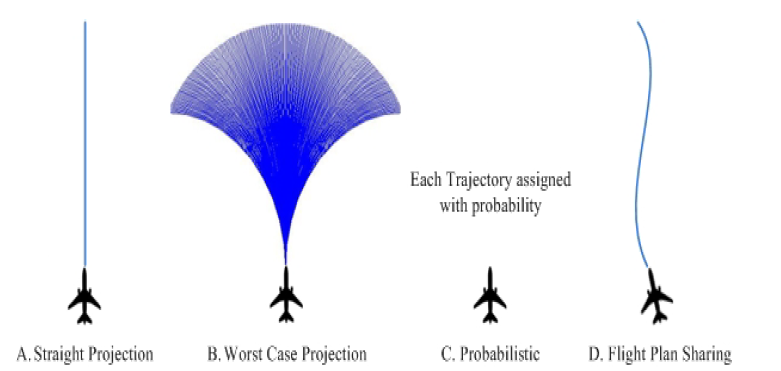 Each Trajectory assigned
with probability
A. Straight Projection
B. Worst Case Projection
C. Probabilistic
D. Flight Plan Sharing